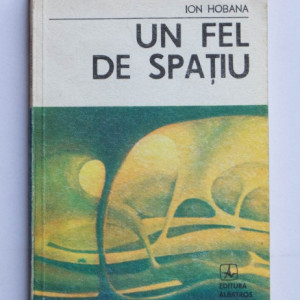 ION HOBANA
UN FEL
DE SPAȚIU
EDITURA
ALBATROS